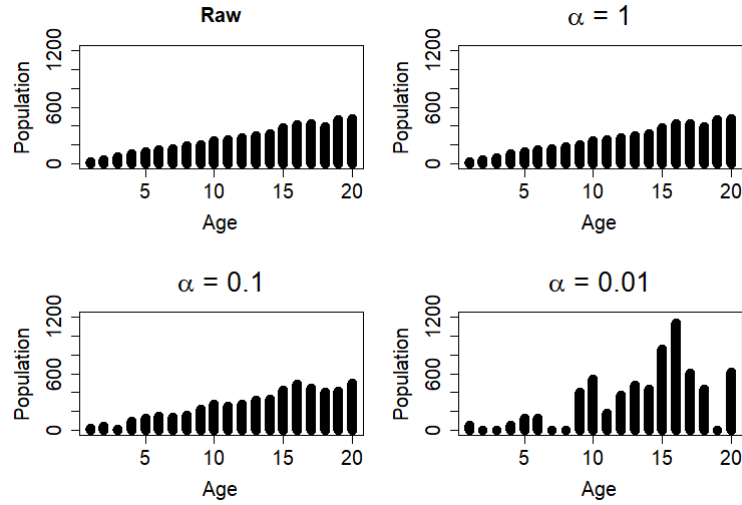 Raw
Population
1200
600
0
5
10
15
20
Age
α = 1
Population
1200
600
0
5
10
15
20
Age
α = 0.1
Population
1200
600
0
5
10
15
20
Age
α = 0.01
Population
1200
600
0
5
10
15
20
Age